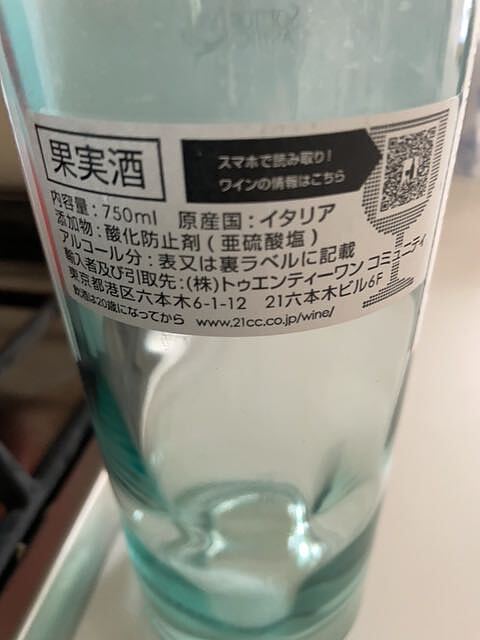 果実酒
スマホで読み取り!
ワインの情報はこちら
内容量:750ml 原産国:イタリア
添加物:酸化防止剤(亜硫酸塩)
アルコール分:表又は裏ラベルに記載
輸入者及び引取先:(株)トゥエンティーワン コミュニティ
東京都港区六本木6-1-12 21六本木ビル6F
飲酒は20歳になってから www.21cc.co.jp/wine/